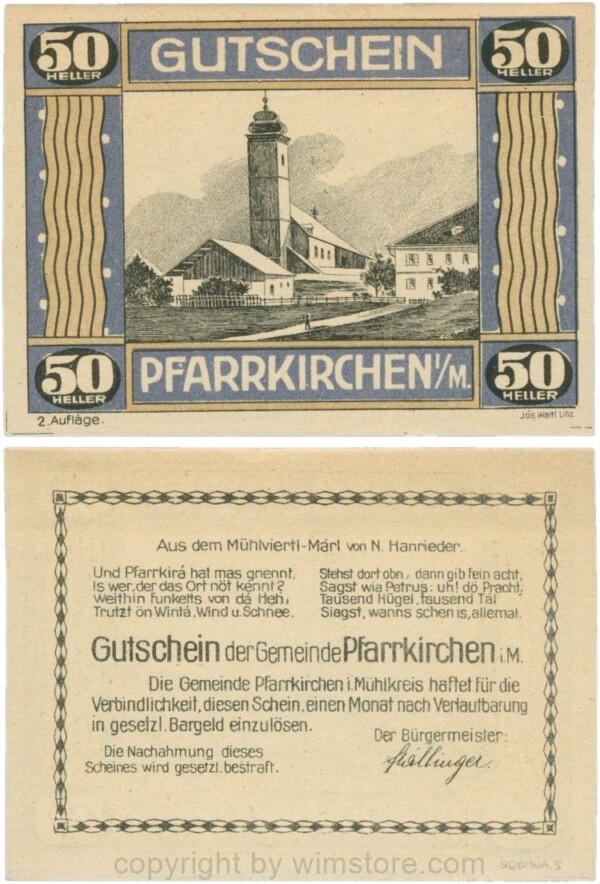 50 HELLER
GUTSCHEIN
50 HELLER
50 HELLER
PFARRKIRCHEN I/M.
50 HELLER
2. Auflage.
Jos. Waitl Linz.
Aus dem Mühlviertl-Märl von N. Hanrieder.
Und Pfarrkirá hat mas gnennt,
Is wer, der das Ort nöt kennt?
Weithin funkelts von dá Heh,
Trutzt ön Wintá, Wind u. Schnee.
Stehst dort obn, dann gib fein acht,
Sagst wia Petrus: uh! dö Pracht;
Tausend Hügel, tausend Tal
Siagst, wanns schen is, allemal.
Gutschein der Gemeinde Pfarrkirchen i.M.
Die Gemeinde Pfarrkirchen i. Mühlkreis haftet für die
Verbindlichkeit, diesen Schein, einen Monat nach Verlautbarung
in gesetzl. Bargeld einzulösen.
Der Bürgermeister:
Die Nachahmung dieses
Scheines wird gesetzl. bestraft.
copyright by wimstore.com